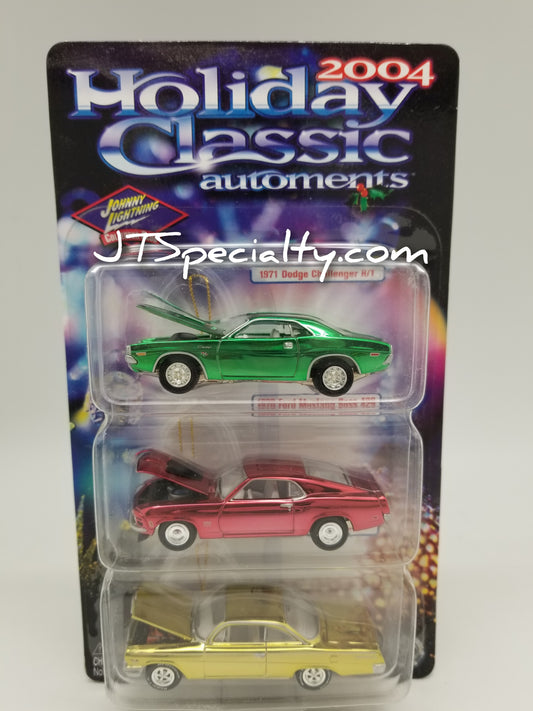 2004
Holiday
Classic
automents
JOHNNY
LIGHTNING
JTSpecialty.com
1971 Dodge Challenger R/T
1970 Ford Mustang Boss 429